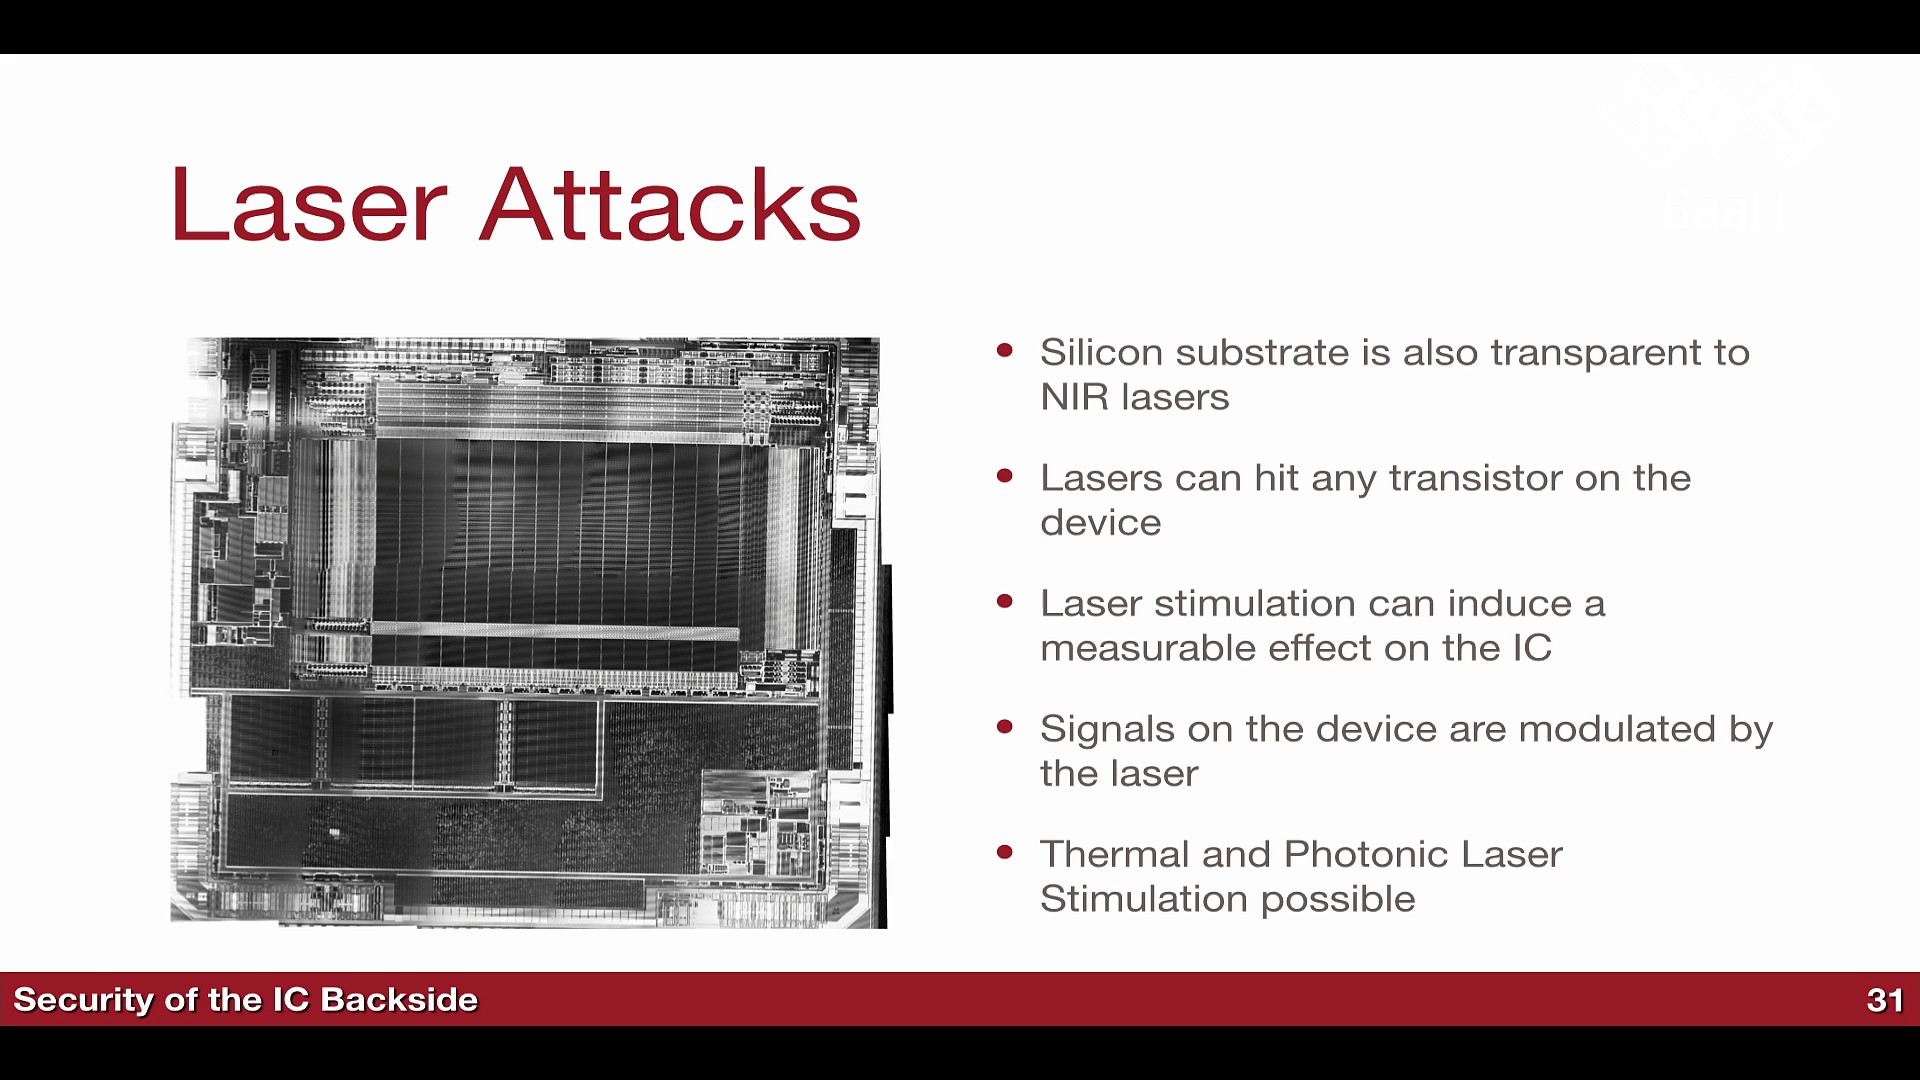 Laser Attacks
Silicon substrate is also transparent to
NIR lasers
Lasers can hit any transistor on the
device
Laser stimulation can induce a
measurable effect on the IC
Signals on the device are modulated by
the laser
Thermal and Photonic Laser
Stimulation possible
Security of the IC Backside
31